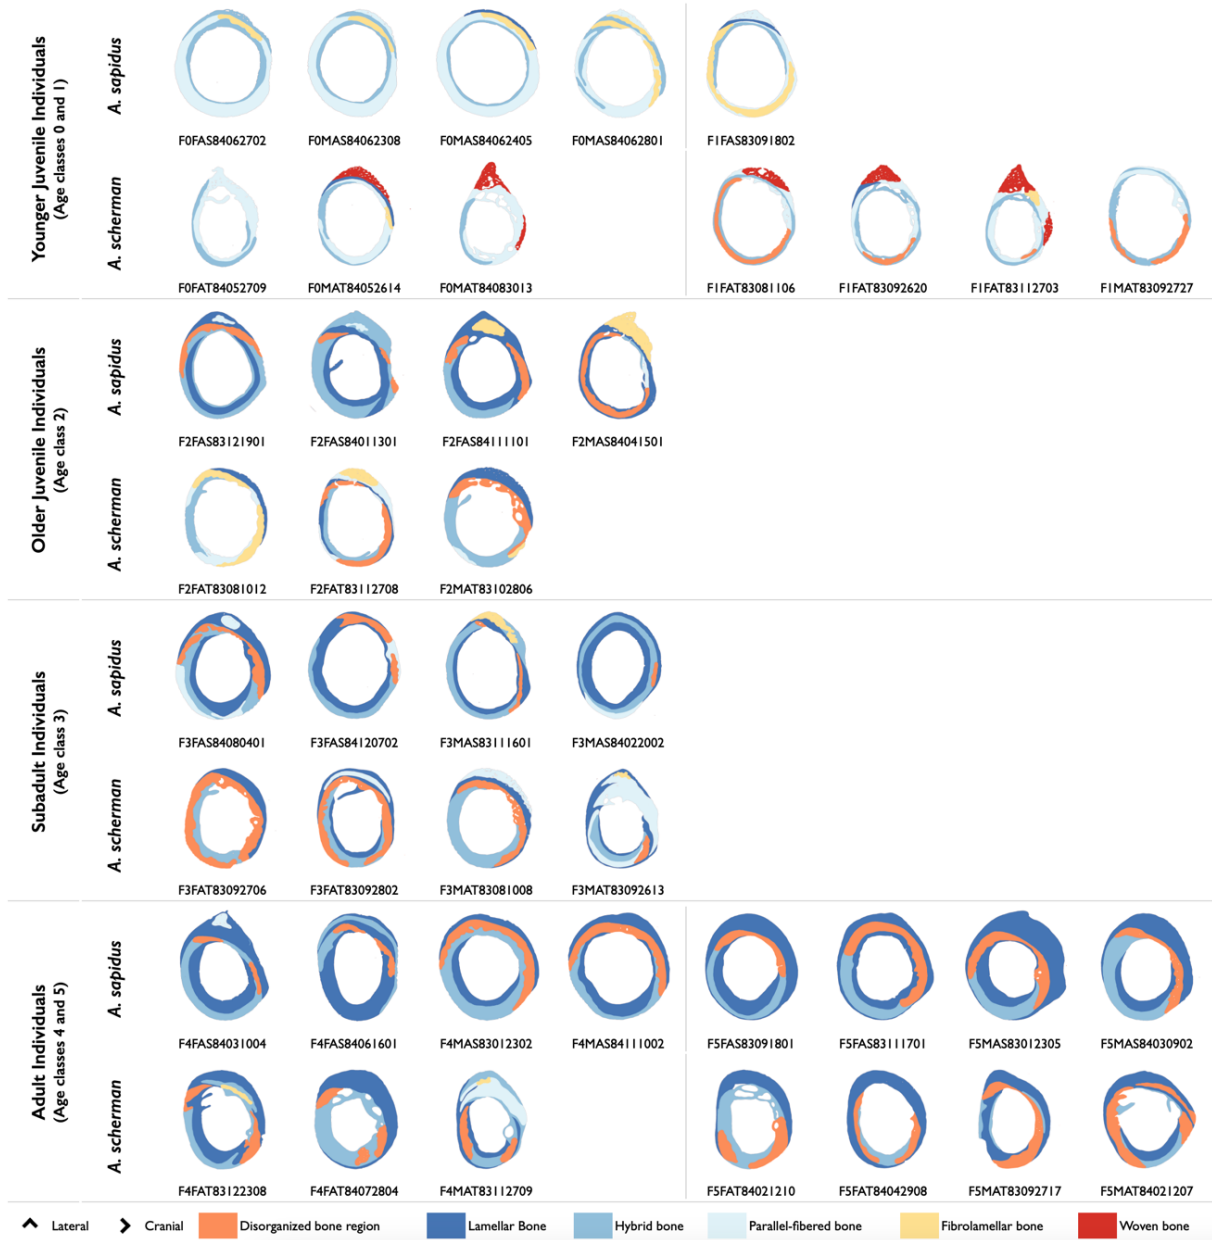 Younger Juvenile Individuals
(Age classes 0 and 1)
A. sapidus
F0FAS84062702 F0MAS84062308 F0MAS84062405 F0MAS84062801 F1FAS83091802
A. scherman
F0FAT84052709 F0MAT84052614 F0MAT84083013 F1FAT83081106 F1FAT83092620 F1FAT83112703 F1MAT83092727
Older Juvenile Individuals
(Age class 2)
A. sapidus
F2FAS83121901 F2FAS84011301 F2FAS84111101 F2MAS84041501
A. scherman
F2FAT83081012 F2FAT83112708 F2MAT83102806
Subadult Individuals
(Age class 3)
A. sapidus
F3FAS84080401 F3FAS84120702 F3MAS83111601 F3MAS84022002
A. scherman
F3FAT83092706 F3FAT83092802 F3MAT83081008 F3MAT83092613
Adult Individuals
(Age classes 4 and 5)
A. sapidus
F4FAS84031004 F4FAS84061601 F4MAS83012302 F4MAS84111002 F5FAS83091801 F5FAS83111701 F5MAS83012305 F5MAS84030902
A. scherman
F4FAT83122308 F4FAT84072804 F4MAT83112709 F5FAT84021210 F5FAT84042908 F5MAT83092717 F5MAT84021207
Lateral Cranial Disorganized bone region Lamellar Bone Hybrid bone Parallel-fibered bone Fibrolamellar bone Woven bone